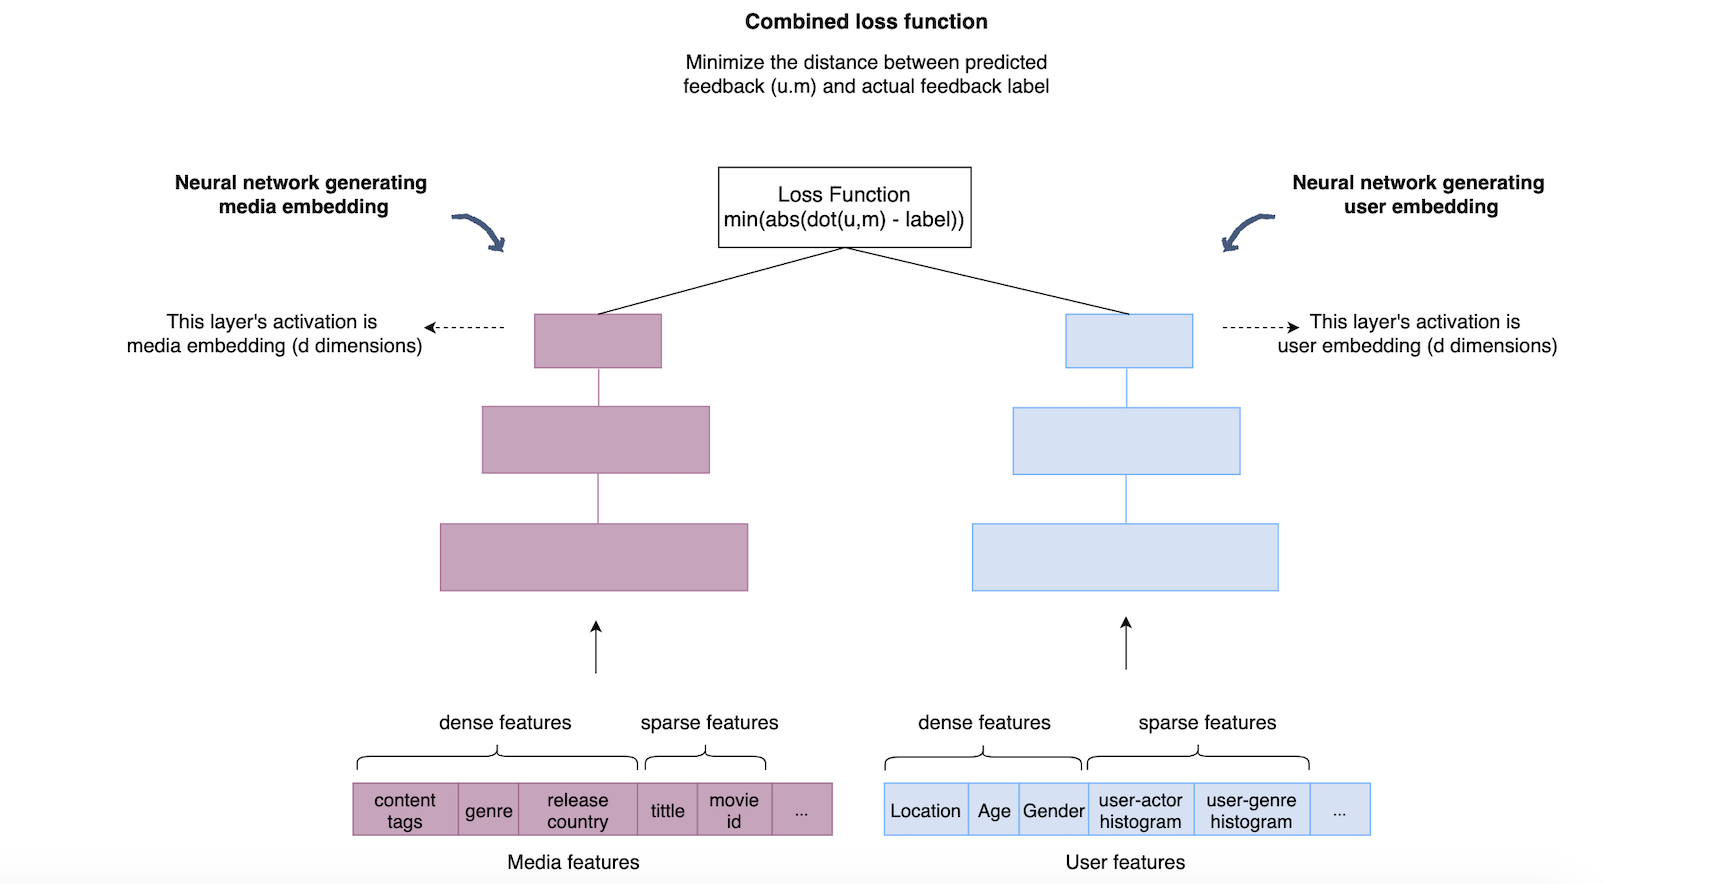 Combined loss function
Minimize the distance between predicted
feedback (u.m) and actual feedback label
Neural network generating
media embedding
Loss Function
min(abs(dot(u,m) - label))
Neural network generating
user embedding
This layer's activation is
media embedding (d dimensions)
This layer's activation is
user embedding (d dimensions)
dense features
sparse features
dense features
sparse features
content
tags
genre
release
country
tittle
movie
id
...
Location
Age
Gender
user-actor
histogram
user-genre
histogram
...
Media features
User features